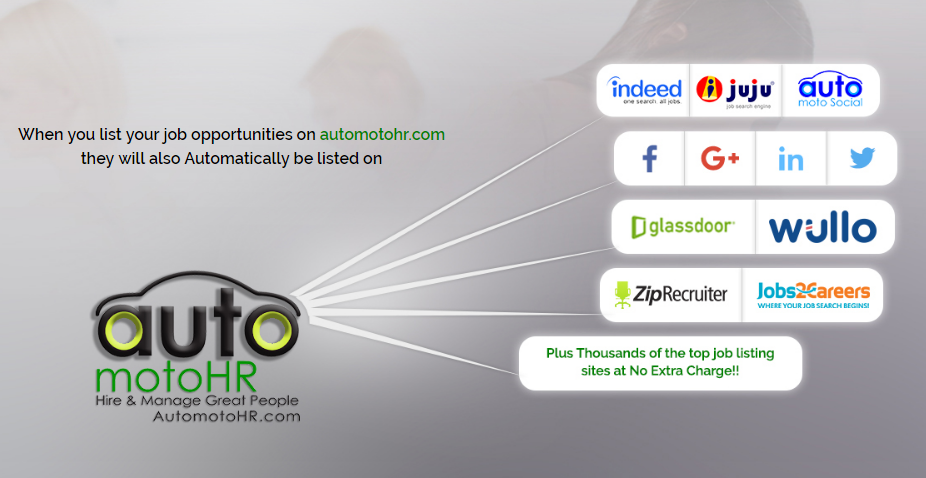 When you list your job opportunities on automotohr.com
they will also Automatically be listed on
indeed
one search. all jobs.
juju
job search engine
auto
moto Social
f
G+
in
glassdoor
wullo
ZipRecruiter
Jobs2Careers
WHERE YOUR JOB SEARCH BEGINS!
Plus Thousands of the top job listing
sites at No Extra Charge!!
auto
motoHR
Hire & Manage Great People
AutomotoHR.com